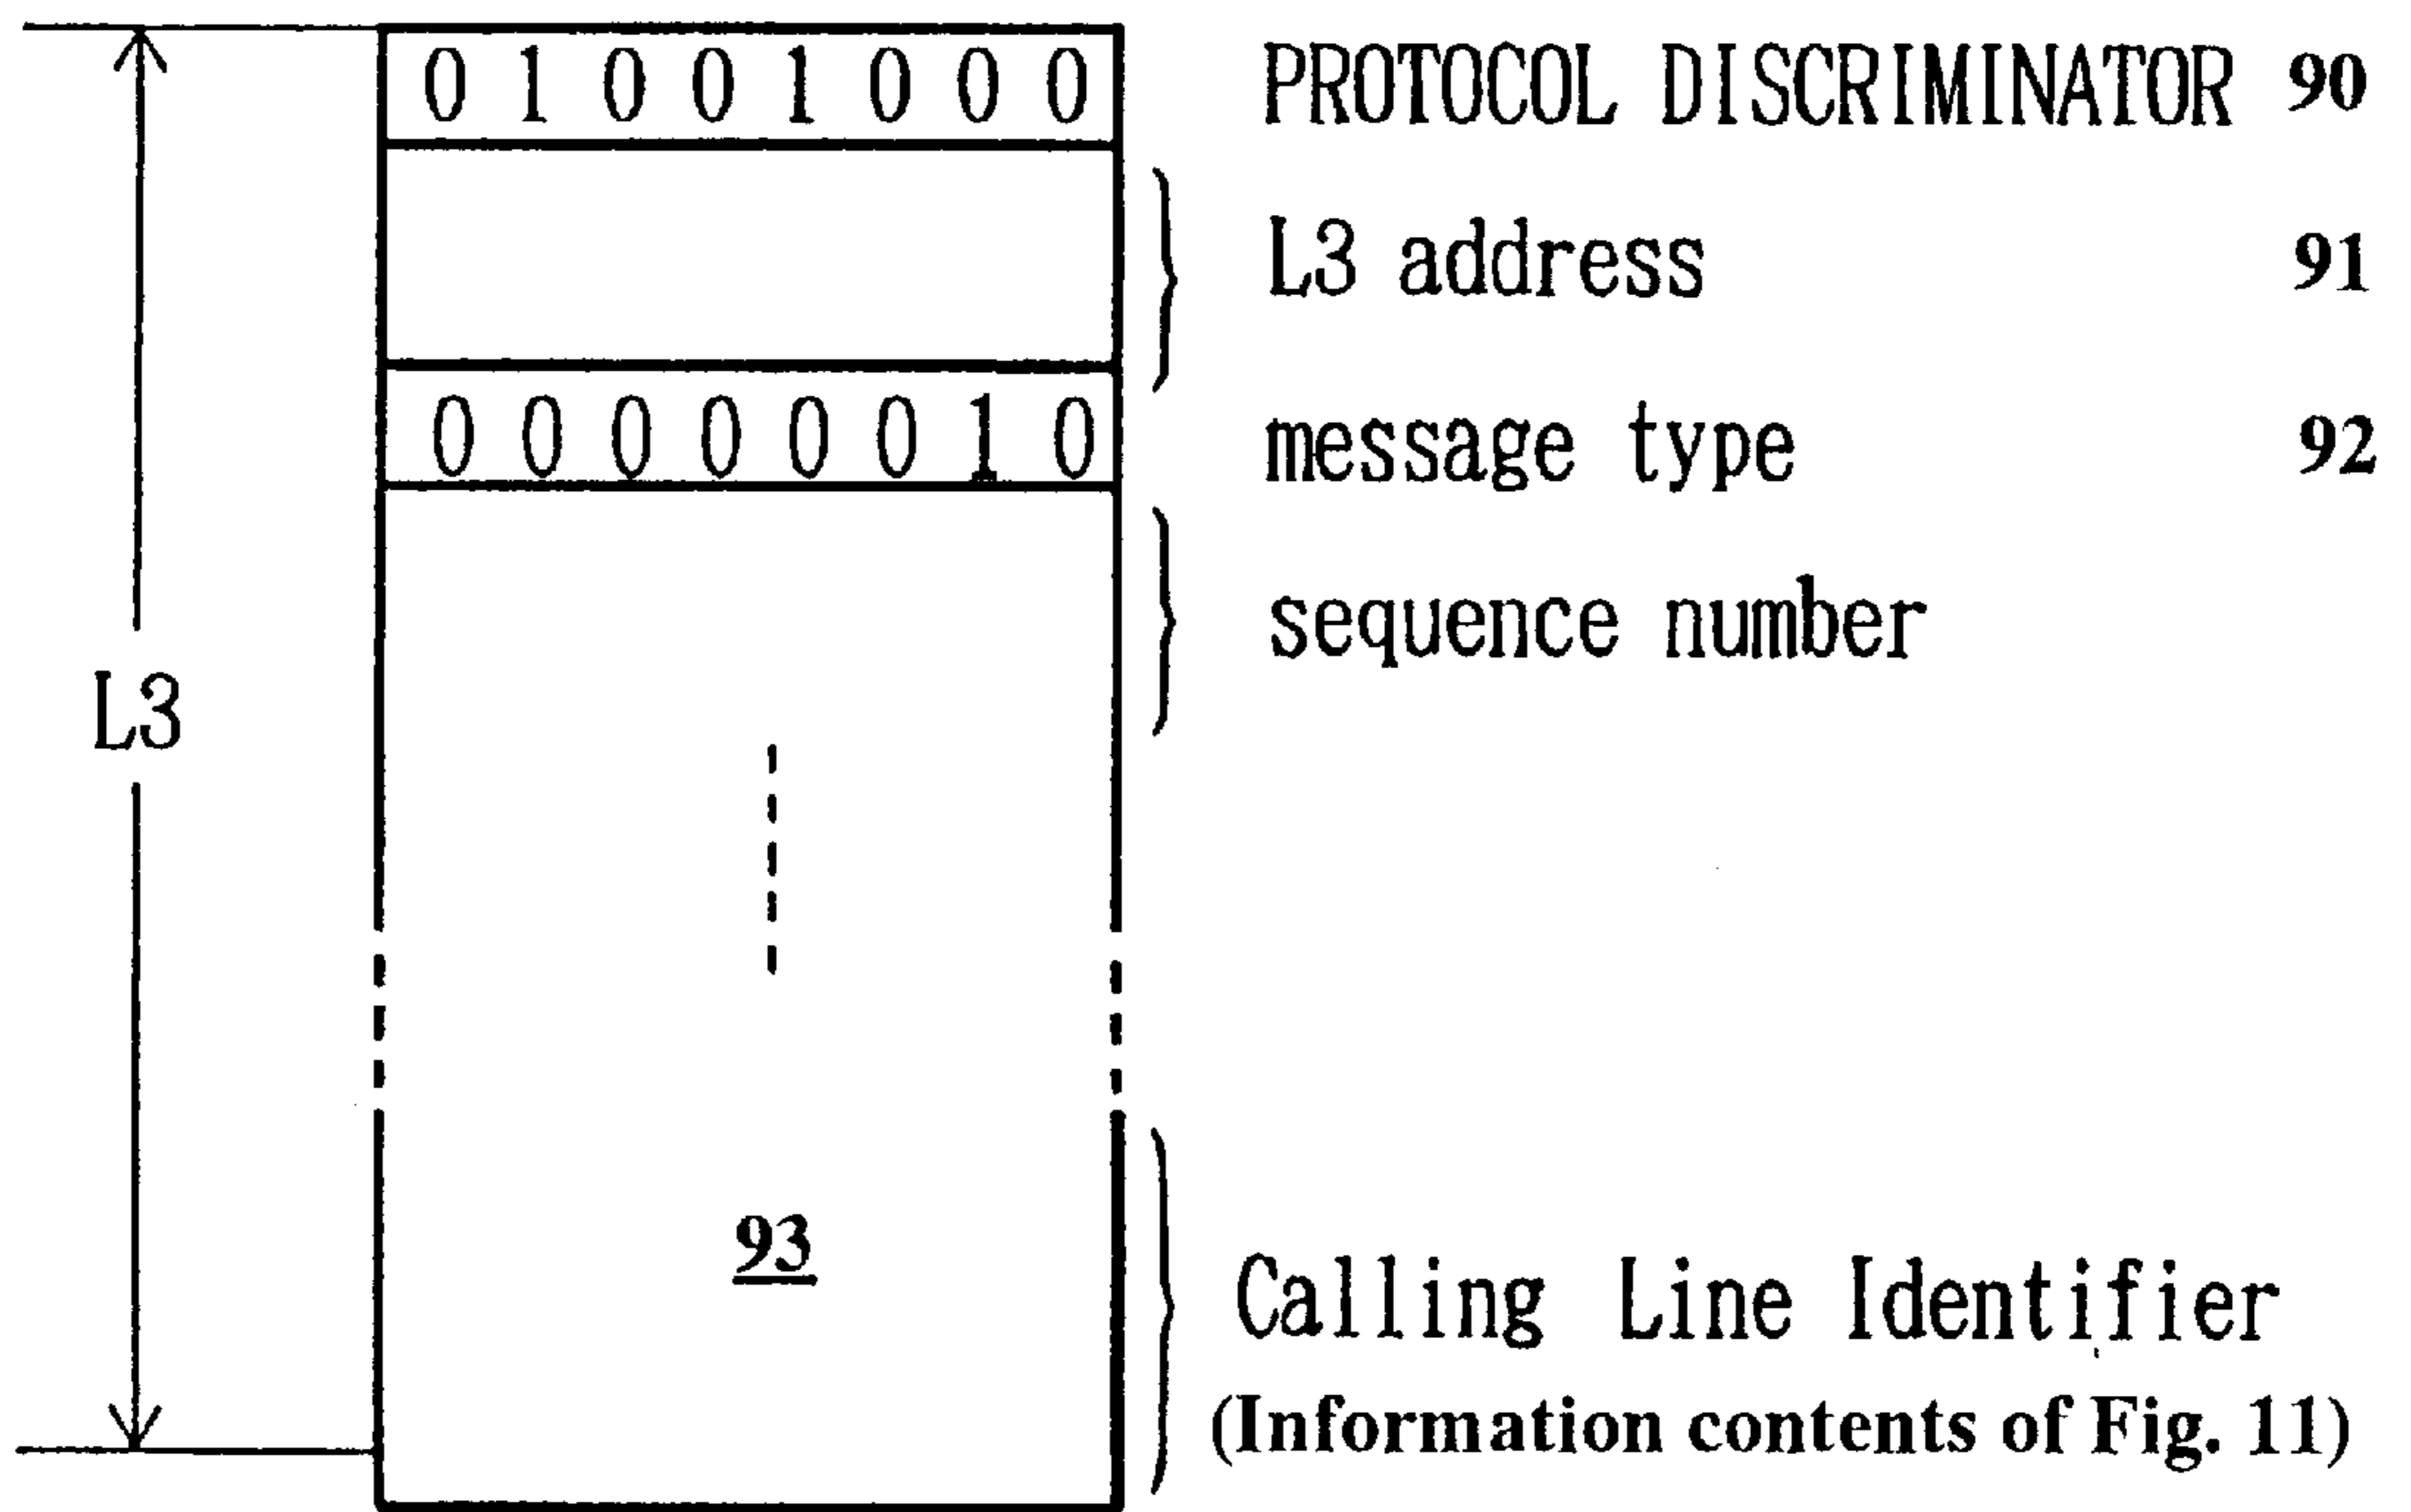 0 1 0 0 1 0 0 0 PROTOCOL DISCRIMINATOR 90
L3 address 91
0 0 0 0 0 0 1 0 message type 92
sequence number
L3
93
Calling Line Identifier
(Information contents of Fig. 11)